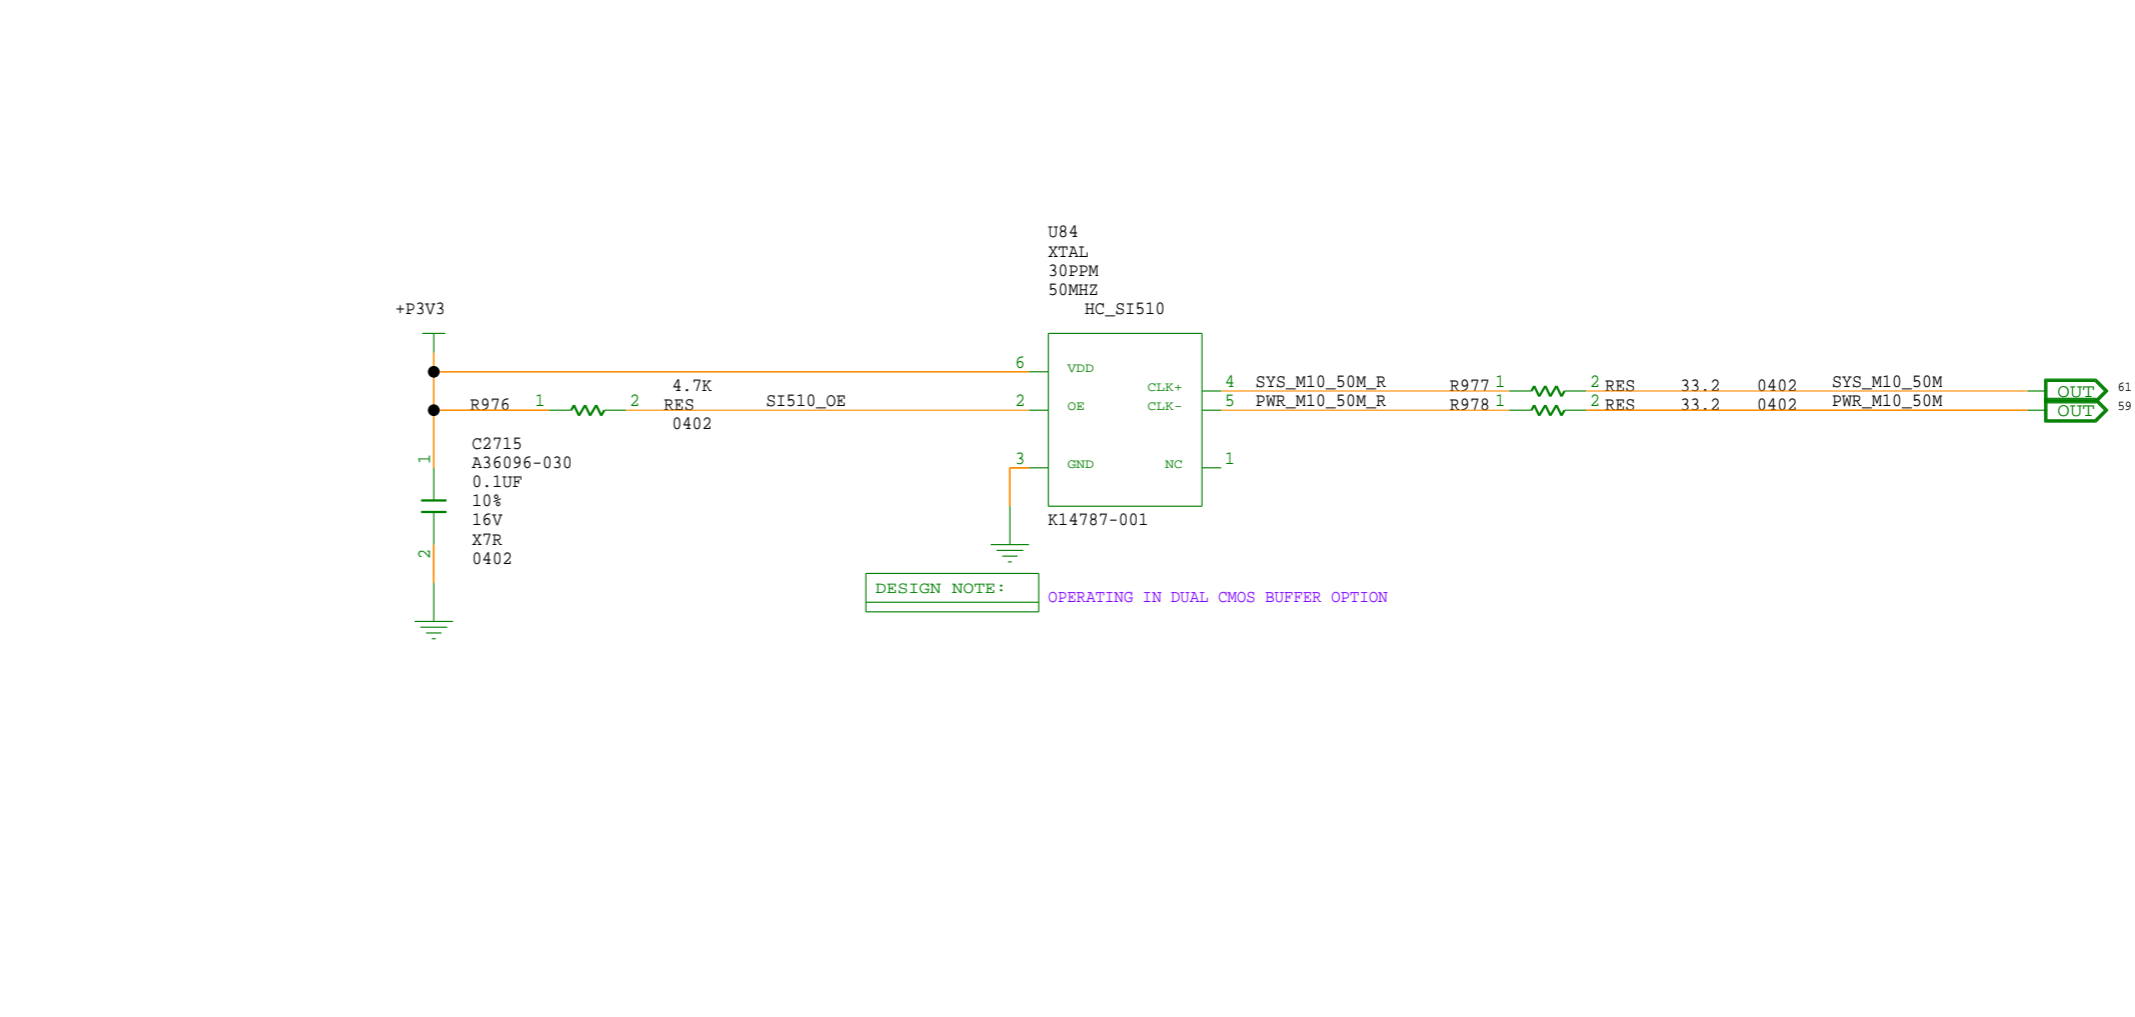 U84
XTAL
30PPM
50MHZ
HC_SI510
+P3V3
6
VDD
4.7K
CLK+
4
SYS_M10_50M_R
R977
1
2
RES
33.2
0402
SYS_M10_50M
OUT
61
R976
1
2
RES
SI510_OE
2
OE
CLK-
5
PWR_M10_50M_R
R978
1
2
RES
33.2
0402
PWR_M10_50M
OUT
59
0402
C2715
1
A36096-030
3
GND
NC
1
0.1UF
10%
16V
K14787-001
X7R
2
0402
DESIGN NOTE:
OPERATING IN DUAL CMOS BUFFER OPTION